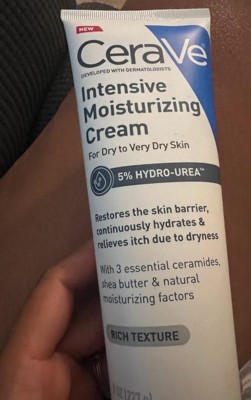 NEW
CeraVe
DEVELOPED WITH DERMATOLOGISTS
Intensive
Moisturizing
Cream
For Dry to Very Dry Skin
5% HYDRO-UREA™
Restores the skin barrier,
continuously hydrates &
relieves itch due to dryness
With 3 essential ceramides,
shea butter & natural
moisturizing factors
RICH TEXTURE